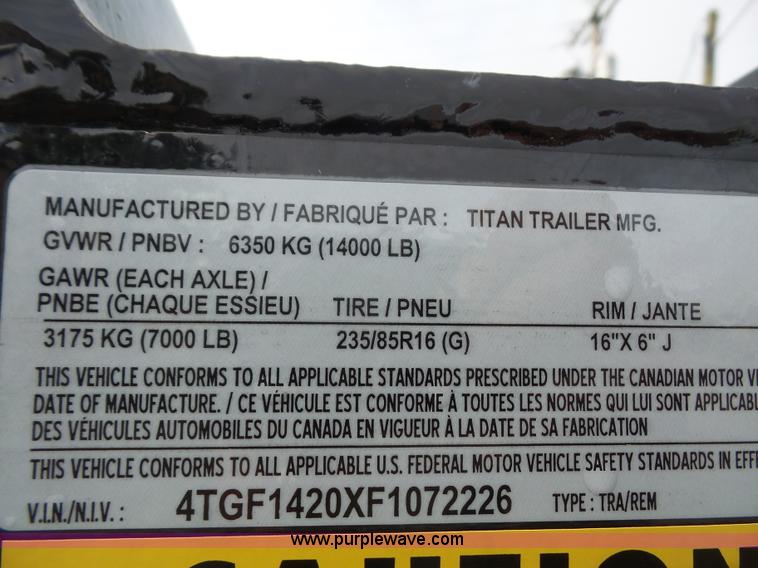 MANUFACTURED BY / FABRIQUÉ PAR : TITAN TRAILER MFG.
GVWR / PNBV : 6350 KG (14000 LB)
GAWR (EACH AXLE) /
PNBE (CHAQUE ESSIEU) TIRE / PNEU RIM / JANTE
3175 KG (7000 LB) 235/85R16 (G) 16"X 6" J
THIS VEHICLE CONFORMS TO ALL APPLICABLE STANDARDS PRESCRIBED UNDER THE CANADIAN MOTOR
DATE OF MANUFACTURE. / CE VÉHICULE EST CONFORME À TOUTES LES NORMES QUI LUI SONT
DES VÉHICULES AUTOMOBILES DU CANADA EN VIGUEUR À LA DATE DE SA FABRICATION
THIS VEHICLE CONFORMS TO ALL APPLICABLE U.S. FEDERAL MOTOR VEHICLE SAFETY STANDARDS IN
V.I.N./N.I.V. : 4TGF1420XF1072226 TYPE : TRA/REM
www.purplewave.com
CAUTION